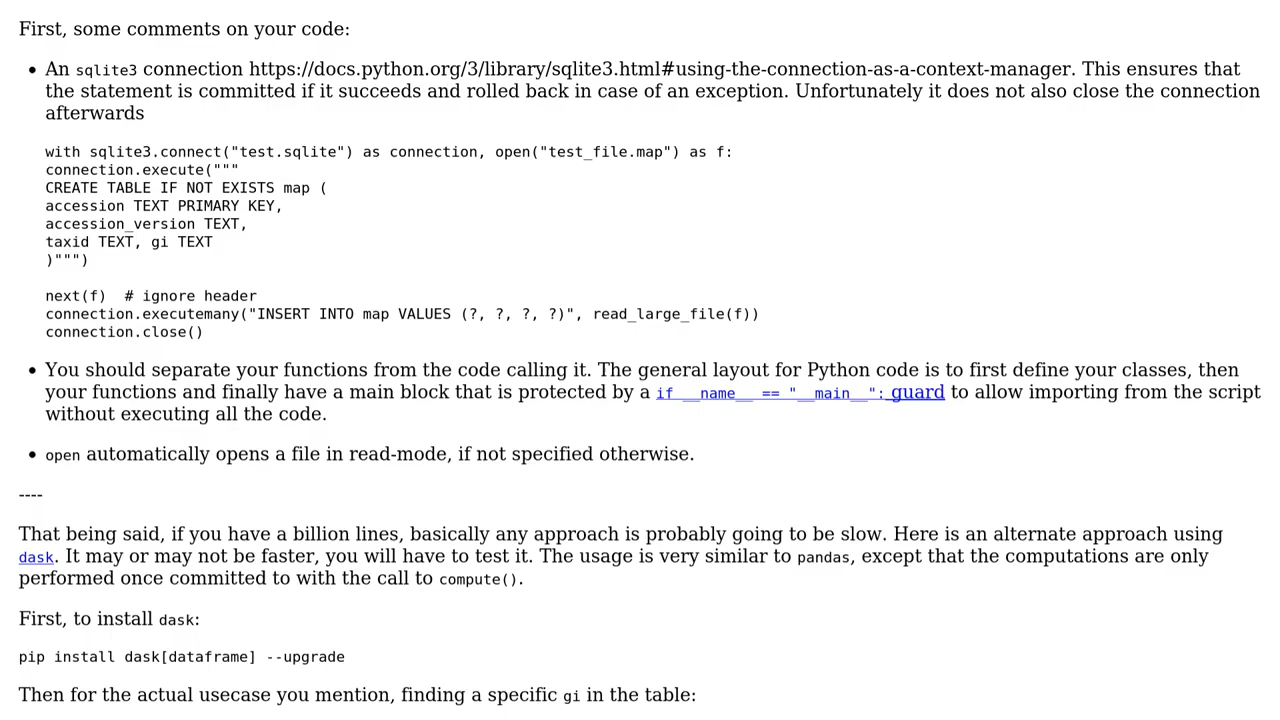 First, some comments on your code:
• An sqlite3 connection https://docs.python.org/3/library/sqlite3.html#using-the-connection-as-a-context-manager. This ensures that
the statement is committed if it succeeds and rolled back in case of an exception. Unfortunately it does not also close the connection
afterwards
with sqlite3.connect("test.sqlite") as connection, open("test_file.map") as f:
connection.execute("""
CREATE TABLE IF NOT EXISTS map (
accession TEXT PRIMARY KEY,
accession_version TEXT,
taxid TEXT, gi TEXT
)""")
next(f)  # ignore header
connection.executemany("INSERT INTO map VALUES (?, ?, ?, ?)", read_large_file(f))
connection.close()
• You should separate your functions from the code calling it. The general layout for Python code is to first define your classes, then
your functions and finally have a main block that is protected by a if __name__ == "__main__": guard to allow importing from the script
without executing all the code.
• open automatically opens a file in read-mode, if not specified otherwise.
----
That being said, if you have a billion lines, basically any approach is probably going to be slow. Here is an alternate approach using
dask. It may or may not be faster, you will have to test it. The usage is very similar to pandas, except that the computations are only
performed once committed to with the call to compute().
First, to install dask:
pip install dask[dataframe] --upgrade
Then for the actual usecase you mention, finding a specific gi in the table: